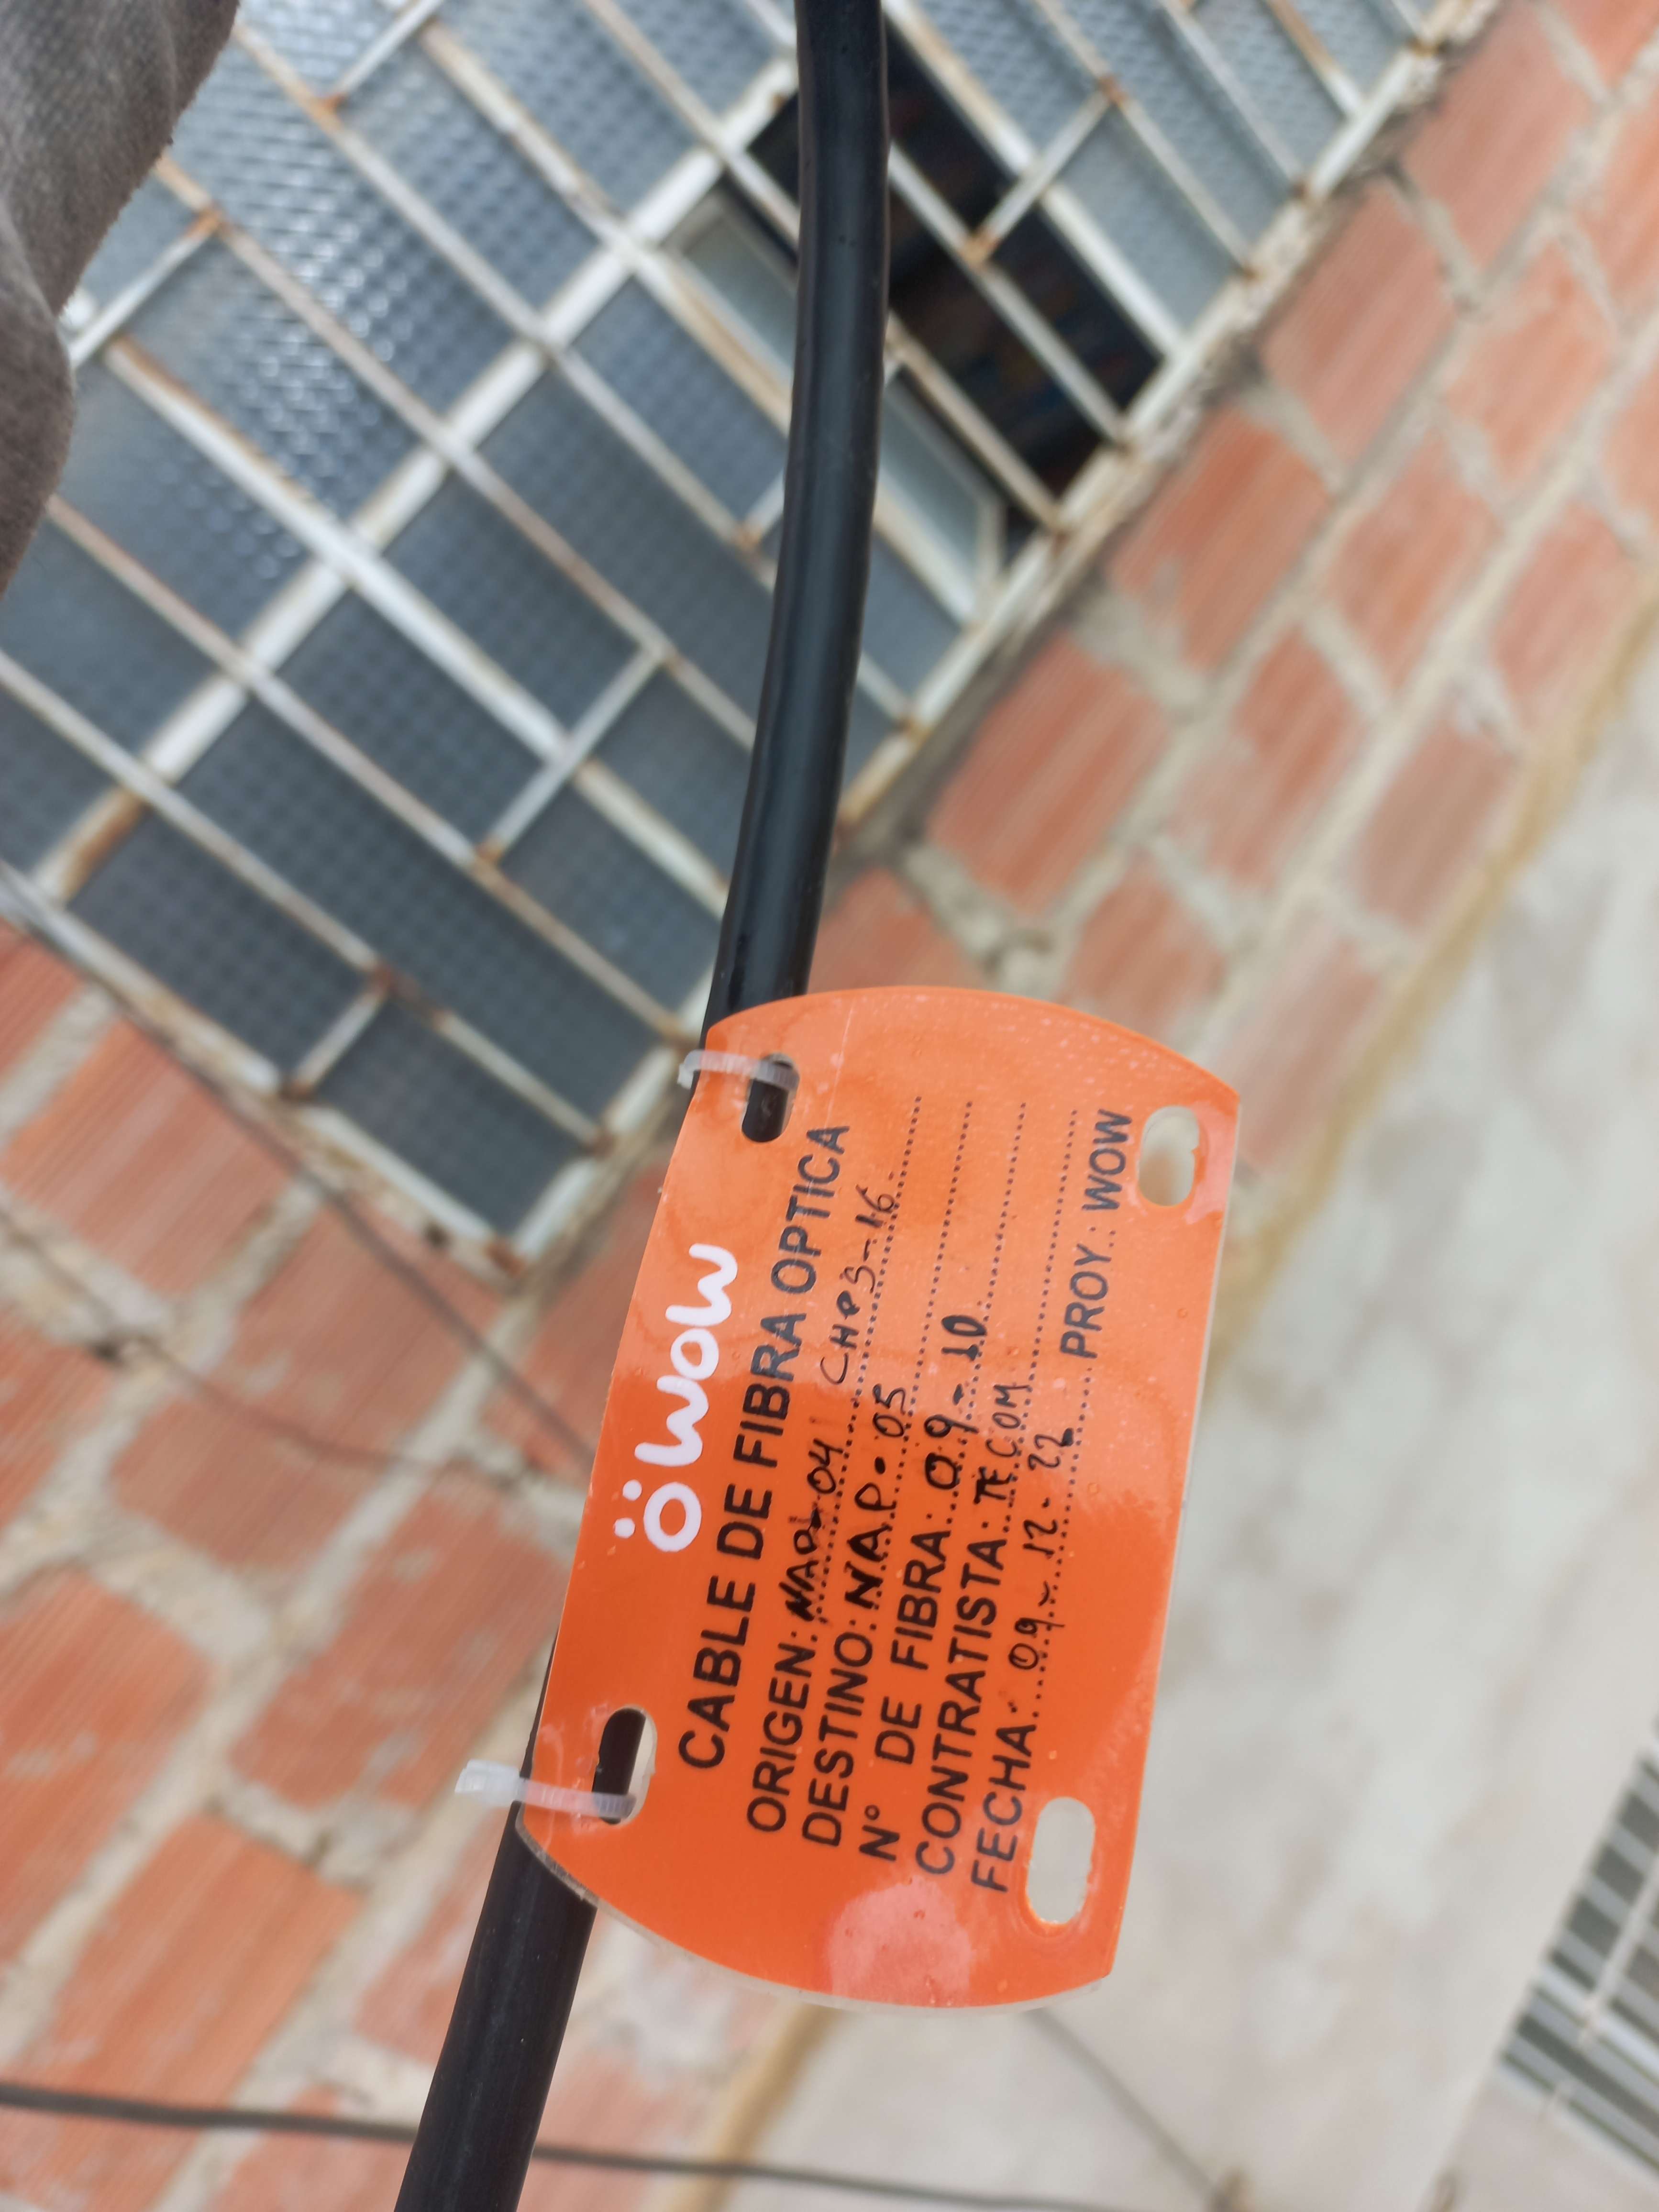 ö WOW
CABLE DE FIBRA OPTICA
ORIGEN: NAP-04 CH03-16
DESTINO: NAP. 05
N° DE FIBRA: 09-10
CONTRATISTA: TECOM
FECHA: 09-12-22 PROY: WOW